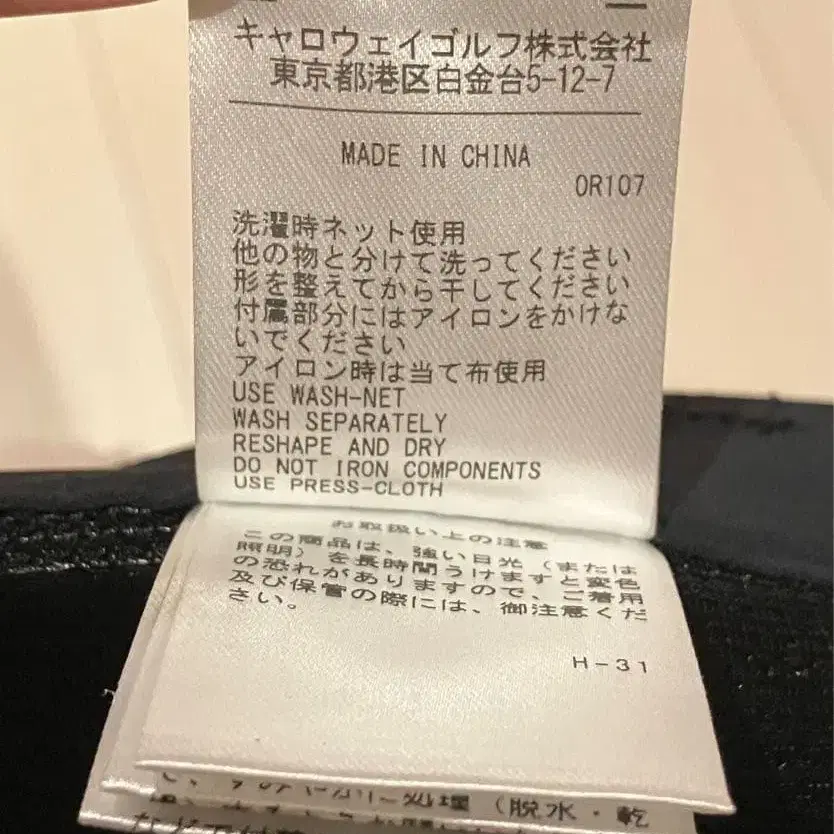 キャロウェイゴルフ株式会社
東京都港区白金台5-12-7
MADE IN CHINA
0R107
洗濯時ネット使用
他の物と分けて洗ってください
形を整えてから干してください
付属部分にはアイロンをかけな
いでください
アイロン時は当て布使用
USE WASH-NET
WASH SEPARATELY
RESHAPE AND DRY
DO NOT IRON COMPONENTS
USE PRESS-CLOTH
お取扱い上の注意
この商品は、強い日光（または
照明）を長時間うけますと変色
の恐れがありますので、ご着用
及び保管の際には、御注意くだ
さい。
H-31
処理（脱水・乾